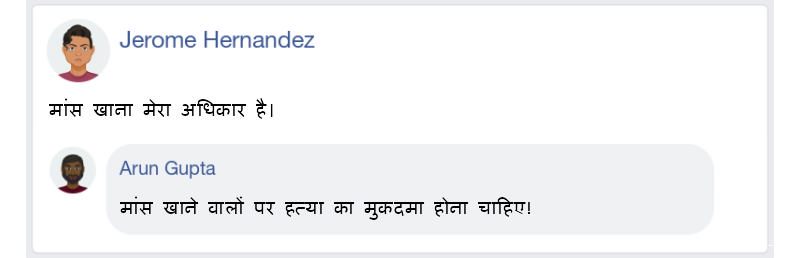 Jerome Hernandez
मांस खाना मेरा अधिकार है।
Arun Gupta
मांस खाने वालों पर हत्या का मुकदमा होना चाहिए!